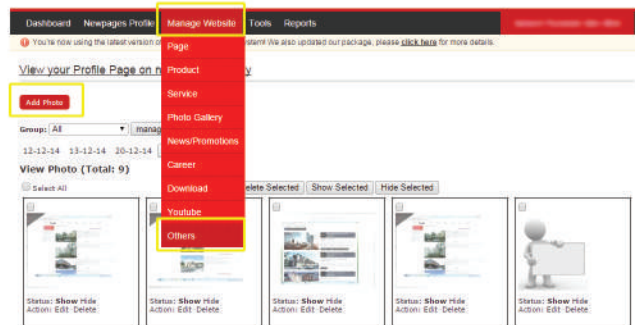 Dashboard Newpages Profile Manage Website Tools Reports
You're now using the latest version of ystem! We also updated our package, please click here for more details.
View your Profile Page on n y
Page
Product
Service
Photo Gallery
News/Promotions
Career
Download
Youtube
Others
Add Photo
Group: All manag
12-12-14 13-12-14 20-12-14
View Photo (Total: 9)
Select All elete Selected Show Selected Hide Selected
Status: Show Hide
Action: Edit Delete
Status: Show Hide
Action: Edit Delete
Status: Show Hide
Action: Edit Delete
Status: Show Hide
Action: Edit Delete
Status: Show Hide
Action: Edit Delete